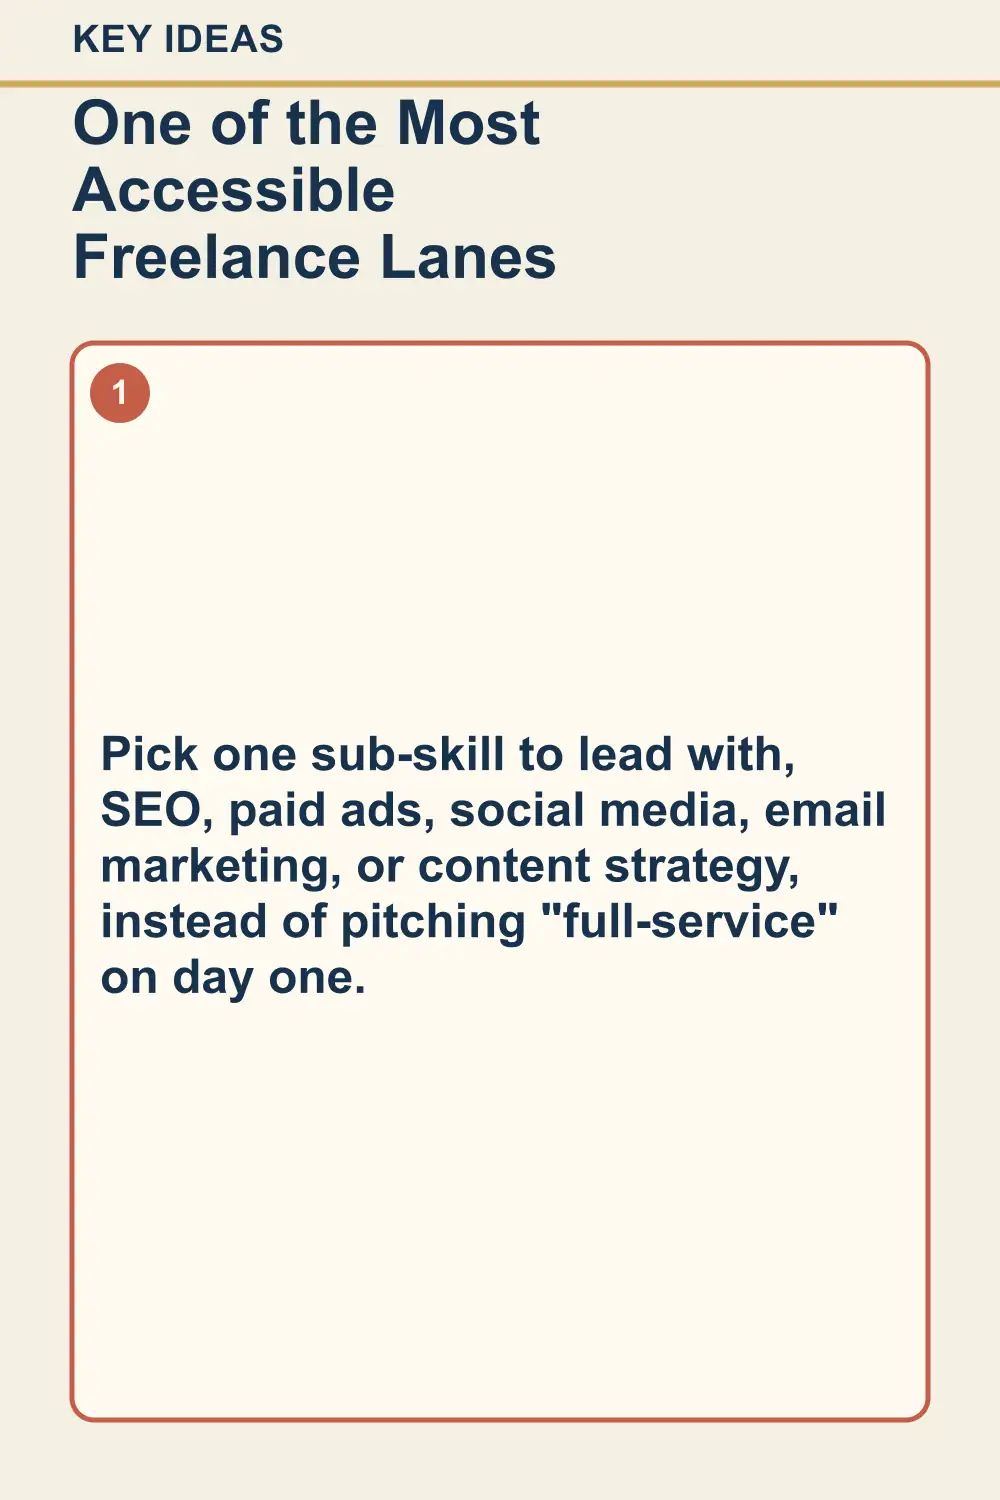 KEY IDEAS
One of the Most
Accessible
Freelance Lanes
1
Pick one sub-skill to lead with,
SEO, paid ads, social media, email
marketing, or content strategy,
instead of pitching "full-service"
on day one.